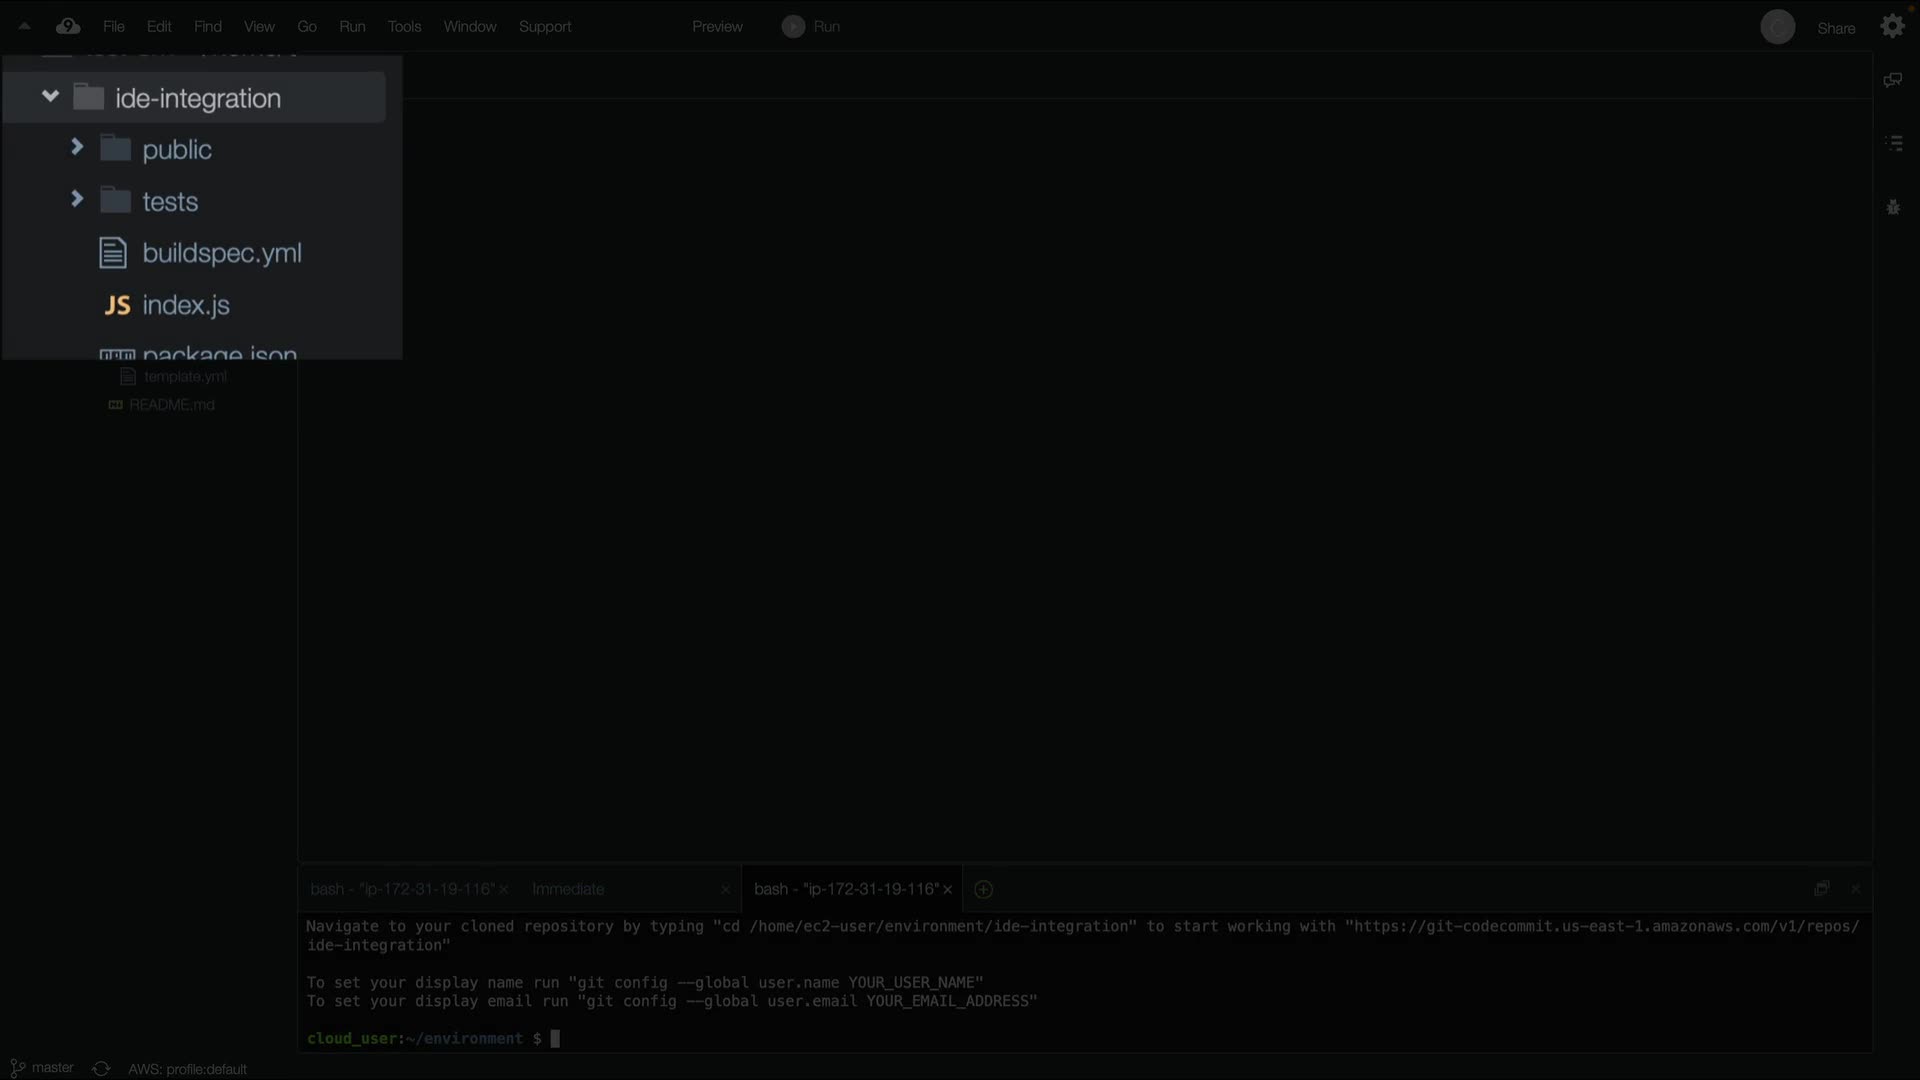 File Edit Find View Go Run Tools Window Support Preview Run Share
ide-integration
public
tests
buildspec.yml
JS index.js
package.json
template.yml
README.md
bash - "ip-172-31-19-116" × Immediate × bash - "ip-172-31-19-116" ×
Navigate to your cloned repository by typing "cd /home/ec2-user/environment/ide-integration" to start working with "https://git-codecommit.us-east-1.amazonaws.com/v1/repos/
ide-integration"
To set your display name run "git config --global user.name YOUR_USER_NAME"
To set your display email run "git config --global user.email YOUR_EMAIL_ADDRESS"
cloud_user:~/environment $
master AWS: profile:default